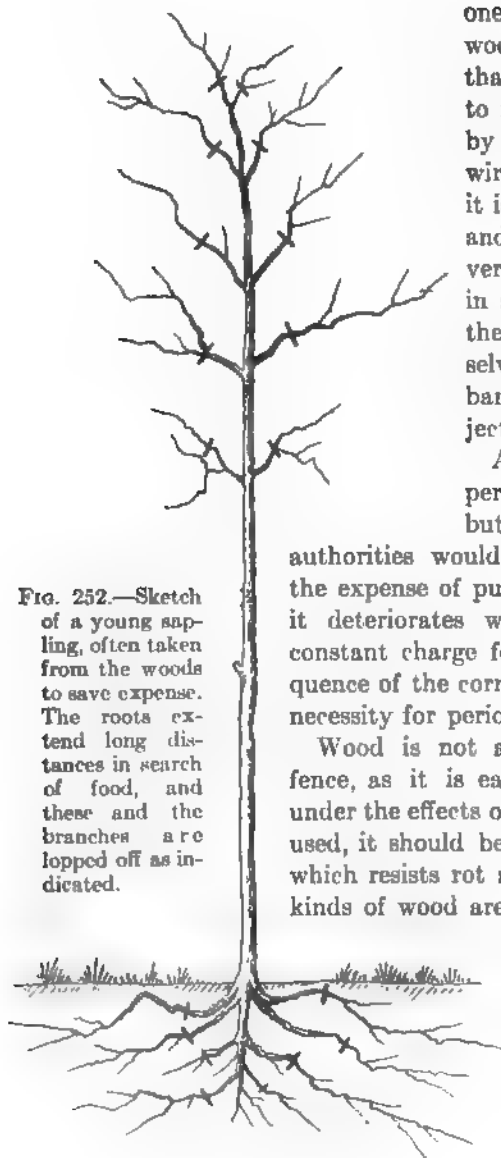 one
woo
tha
to
by
wir
it i
and
ver
in
the
selv
bar
ject
A
per
but
authorities would
the expense of pu
it deteriorates w
constant charge fo
quence of the corr
necessity for perio
Wood is not a
fence, as it is ea
under the effects o
used, it should be
which resists rot a
kinds of wood are
FIG. 252.—Sketch
of a young sap-
ling, often taken
from the woods
to save expense.
The roots ex-
tend long dis-
tances in search
of food, and
these and the
branches are
lopped off as in-
dicated.